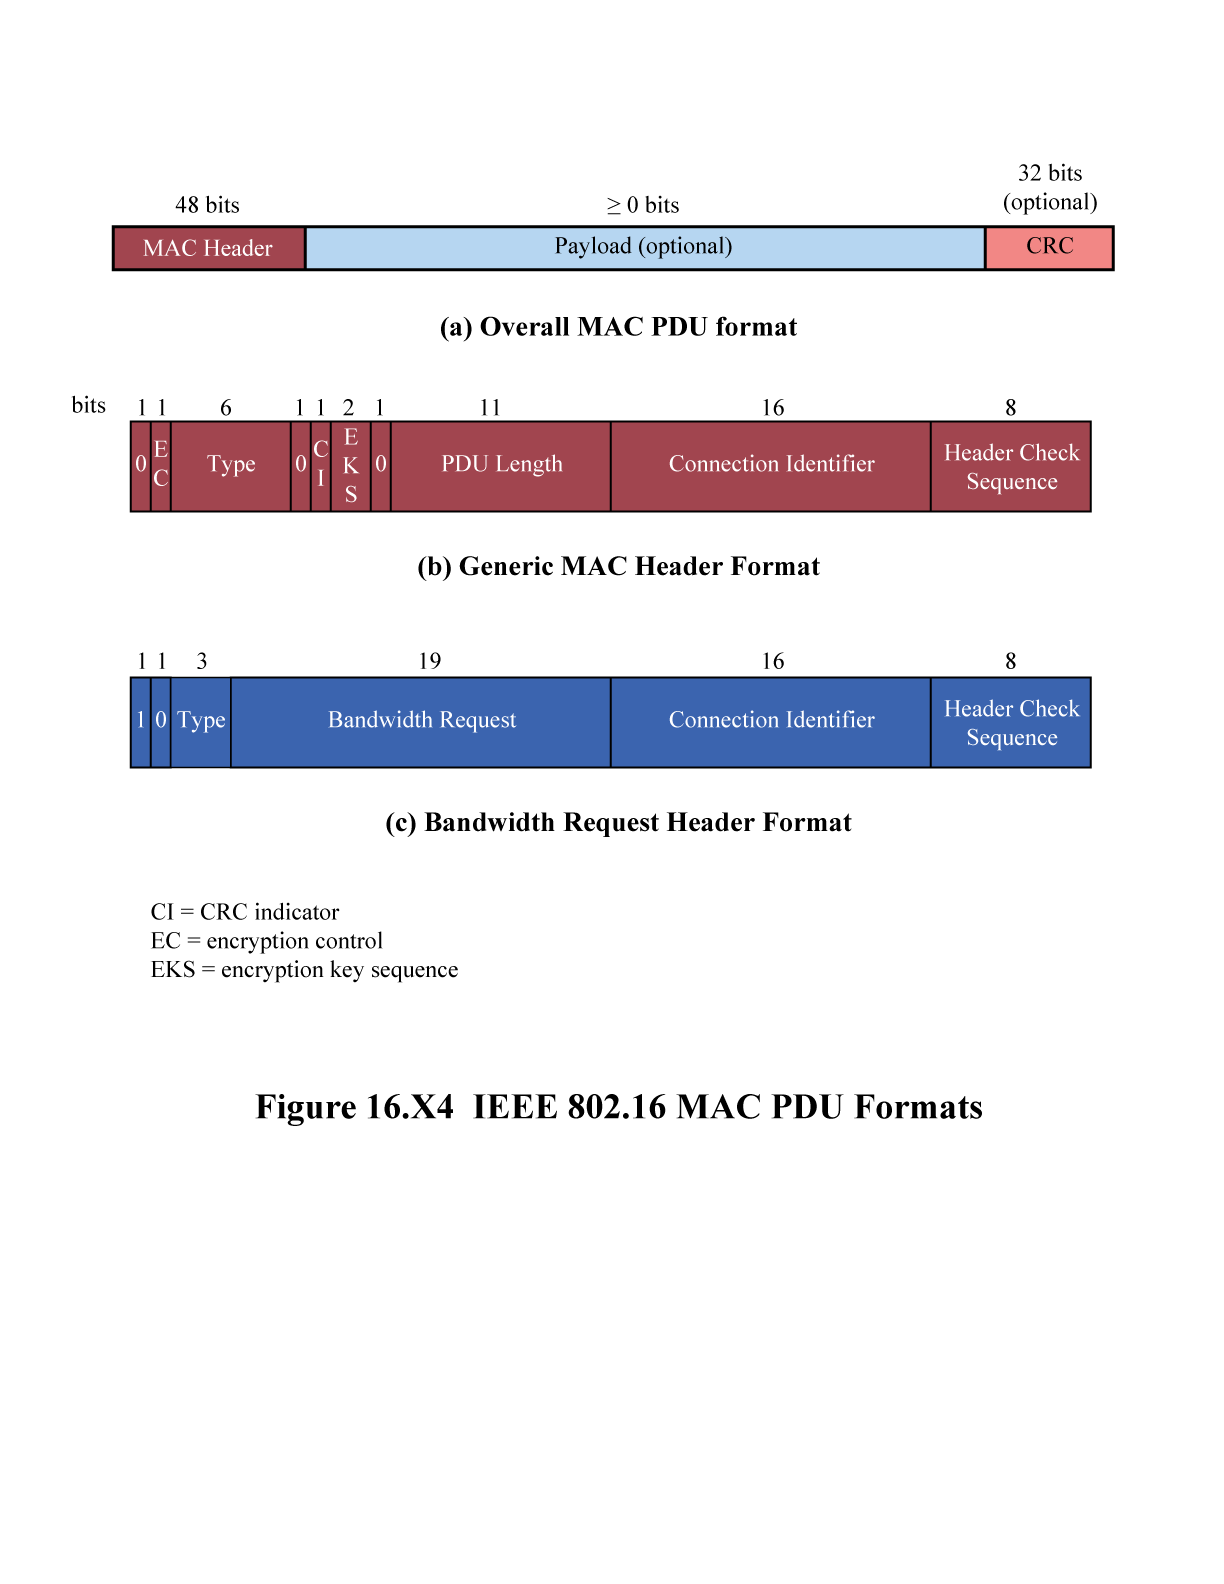 32 bits
48 bits ≥ 0 bits (optional)
MAC Header Payload (optional) CRC
(a) Overall MAC PDU format
bits 1 1 6 1 1 2 1 11 16 8
0 EC Type 0 CI EKS 0 PDU Length Connection Identifier Header Check
Sequence
(b) Generic MAC Header Format
1 1 3 19 16 8
1 0 Type Bandwidth Request Connection Identifier Header Check
Sequence
(c) Bandwidth Request Header Format
CI = CRC indicator
EC = encryption control
EKS = encryption key sequence
Figure 16.X4 IEEE 802.16 MAC PDU Formats